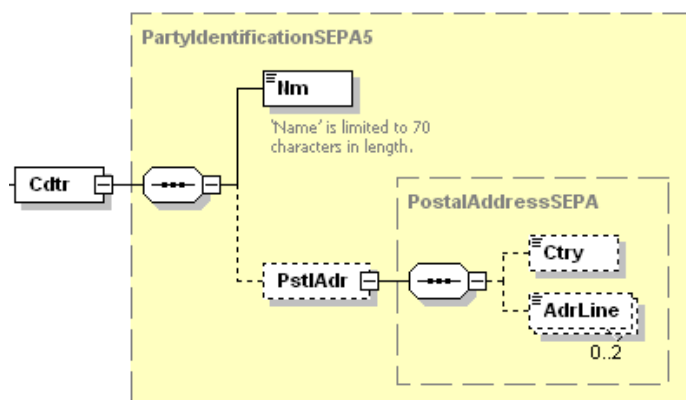 PartyIdentificationSEPA5
Nm
'Name' is limited to 70
characters in length.
Cdtr
PostalAddressSEPA
Ctry
PstlAdr
AdrLine
0..2